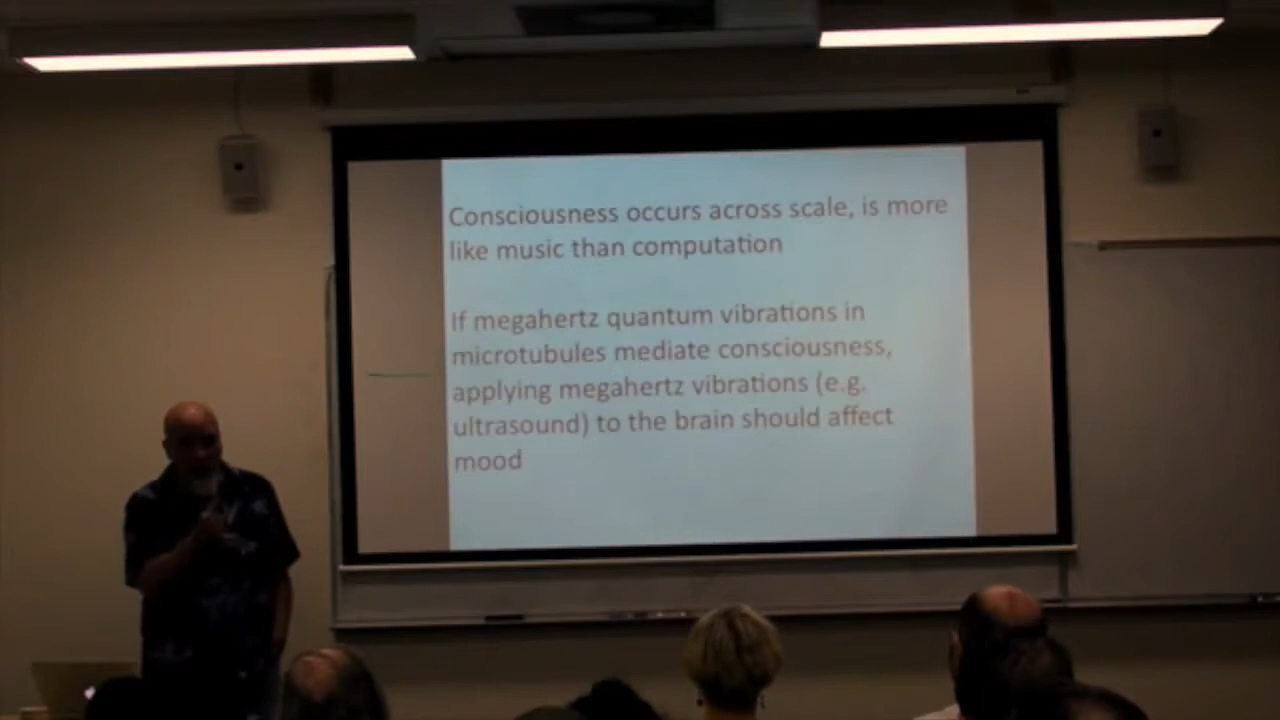 Consciousness occurs across scale, is more
like music than computation
If megahertz quantum vibrations in
microtubules mediate consciousness,
applying megahertz vibrations (e.g.
ultrasound) to the brain should affect
mood